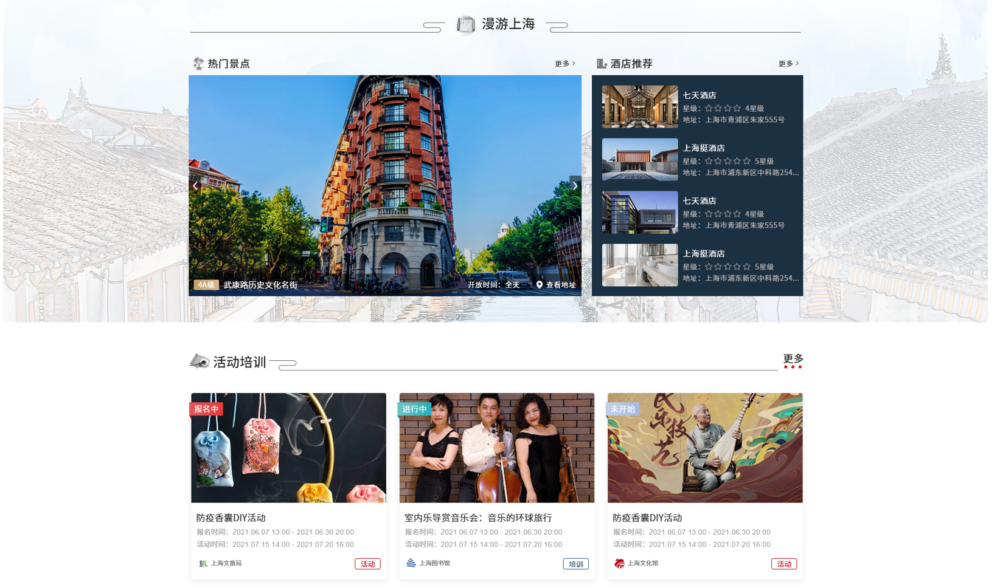 漫游上海
热门景点
更多 >
酒店推荐
更多 >
七天酒店
星级：☆☆☆☆ 4星级
地址：上海市青浦区朱家555号
上海挺酒店
星级：☆☆☆☆☆ 5星级
地址：上海市浦东新区中科路254...
七天酒店
星级：☆☆☆☆ 4星级
地址：上海市青浦区朱家555号
上海挺酒店
星级：☆☆☆☆☆ 5星级
地址：上海市浦东新区中科路254...
4A级 武康路历史文化名街
开放时间：全天
查看地址
活动培训
更多
报名中
防疫香囊DIY活动
报名时间：2021.06.07 13:00 - 2021.06.30 20:00
活动时间：2021.07.15 14:00 - 2021.07.20 16:00
上海文旅局
活动
进行中
室内乐导赏音乐会：音乐的环球旅行
报名时间：2021.06.07 13:00 - 2021.06.30 20:00
活动时间：2021.07.15 14:00 - 2021.07.20 16:00
上海图书馆
培训
未开始
民乐技艺
防疫香囊DIY活动
报名时间：2021.06.07 13:00 - 2021.06.30 20:00
活动时间：2021.07.15 14:00 - 2021.07.20 16:00
上海文化馆
活动